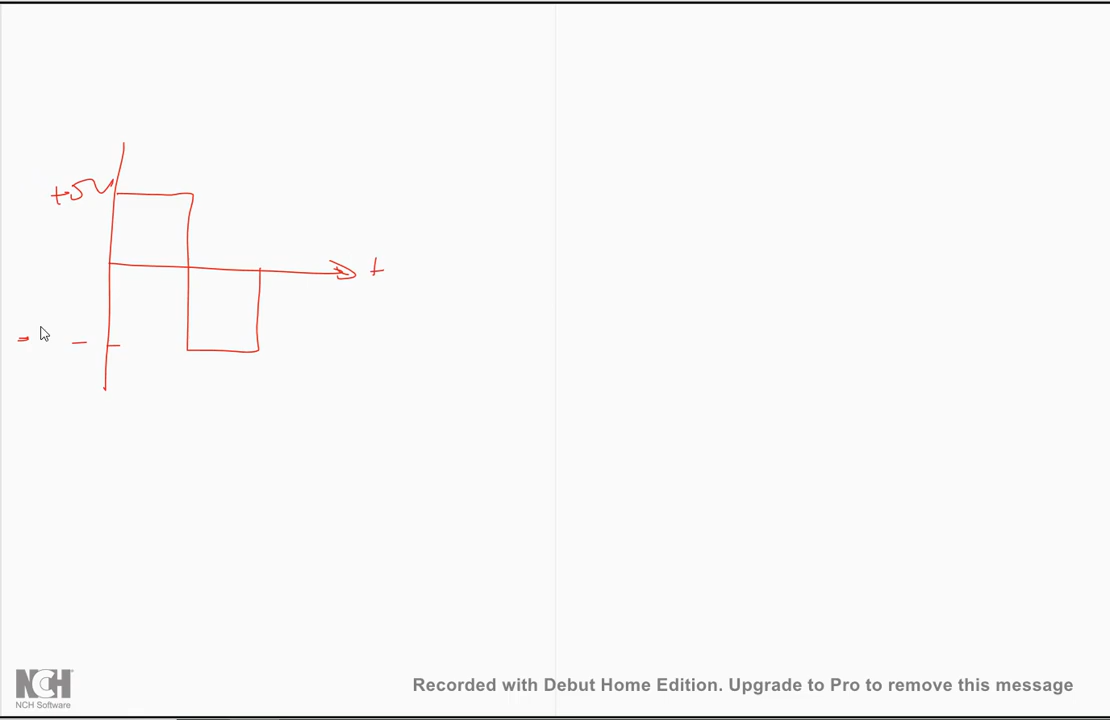 +5V
t
= -
NCH
NCH Software
Recorded with Debut Home Edition. Upgrade to Pro to remove this message